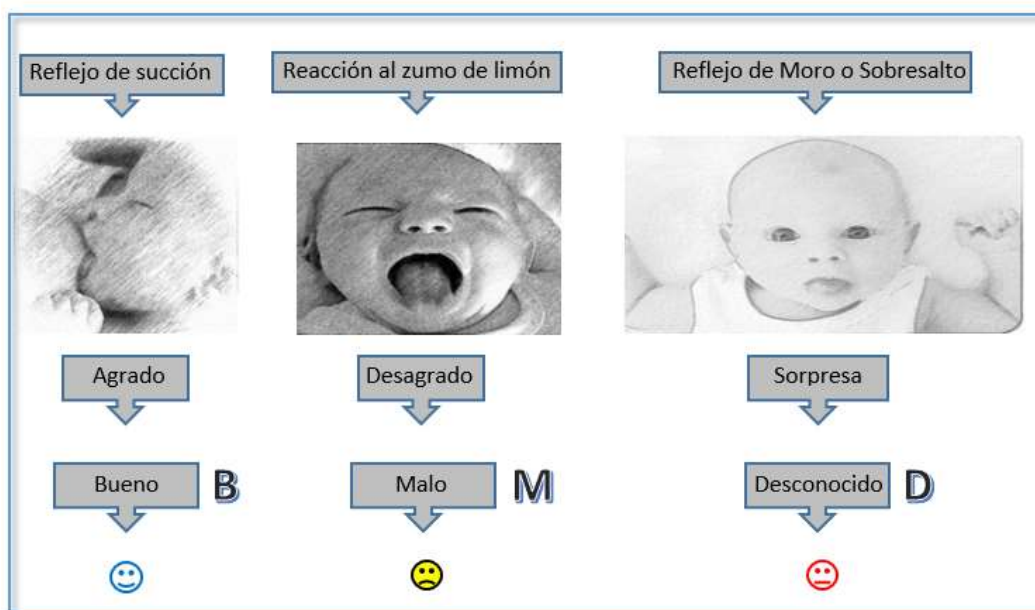 Reflejo de succión
Reacción al zumo de limón
Reflejo de Moro o Sobresalto
Agrado
Desagrado
Sorpresa
Bueno B
Malo M
Desconocido D